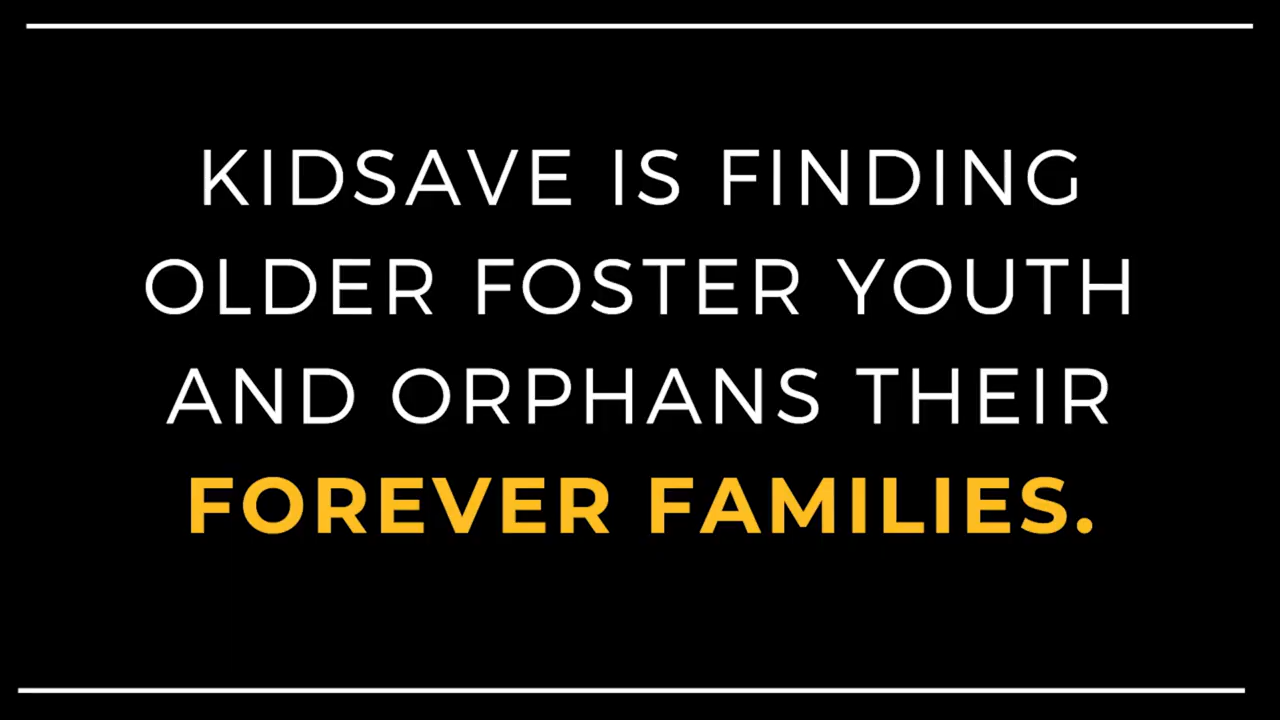 KIDSAVE IS FINDING
OLDER FOSTER YOUTH
AND ORPHANS THEIR
FOREVER FAMILIES.